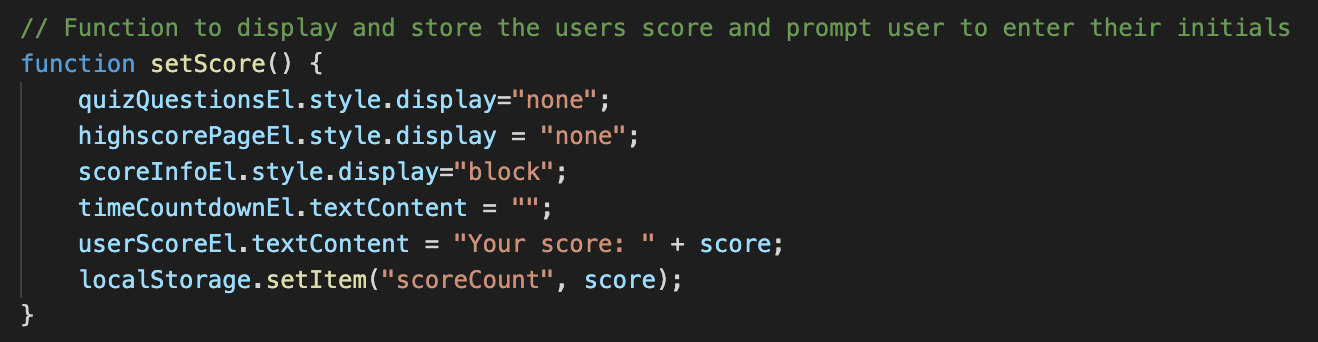 // Function to display and store the users score and prompt user to enter their initials
function setScore() {
    quizQuestionsEl.style.display="none";
    highscorePageEl.style.display = "none";
    scoreInfoEl.style.display="block";
    timeCountdownEl.textContent = "";
    userScoreEl.textContent = "Your score: " + score;
    localStorage.setItem("scoreCount", score);
}